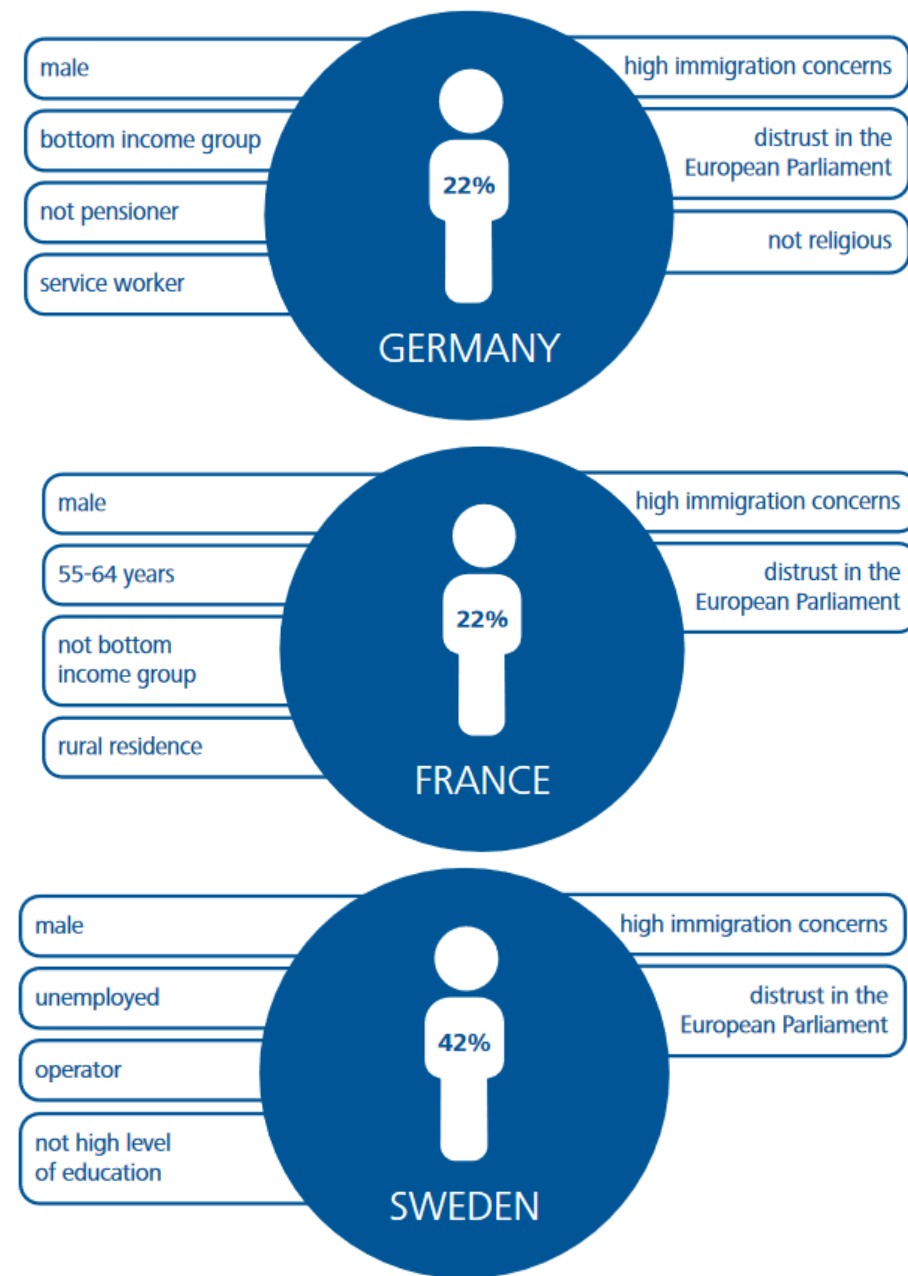 male
bottom income group
not pensioner
service worker
22%
GERMANY
high immigration concerns
distrust in the
European Parliament
not religious
male
55-64 years
not bottom
income group
rural residence
22%
FRANCE
high immigration concerns
distrust in the
European Parliament
male
unemployed
operator
not high level
of education
42%
SWEDEN
high immigration concerns
distrust in the
European Parliament